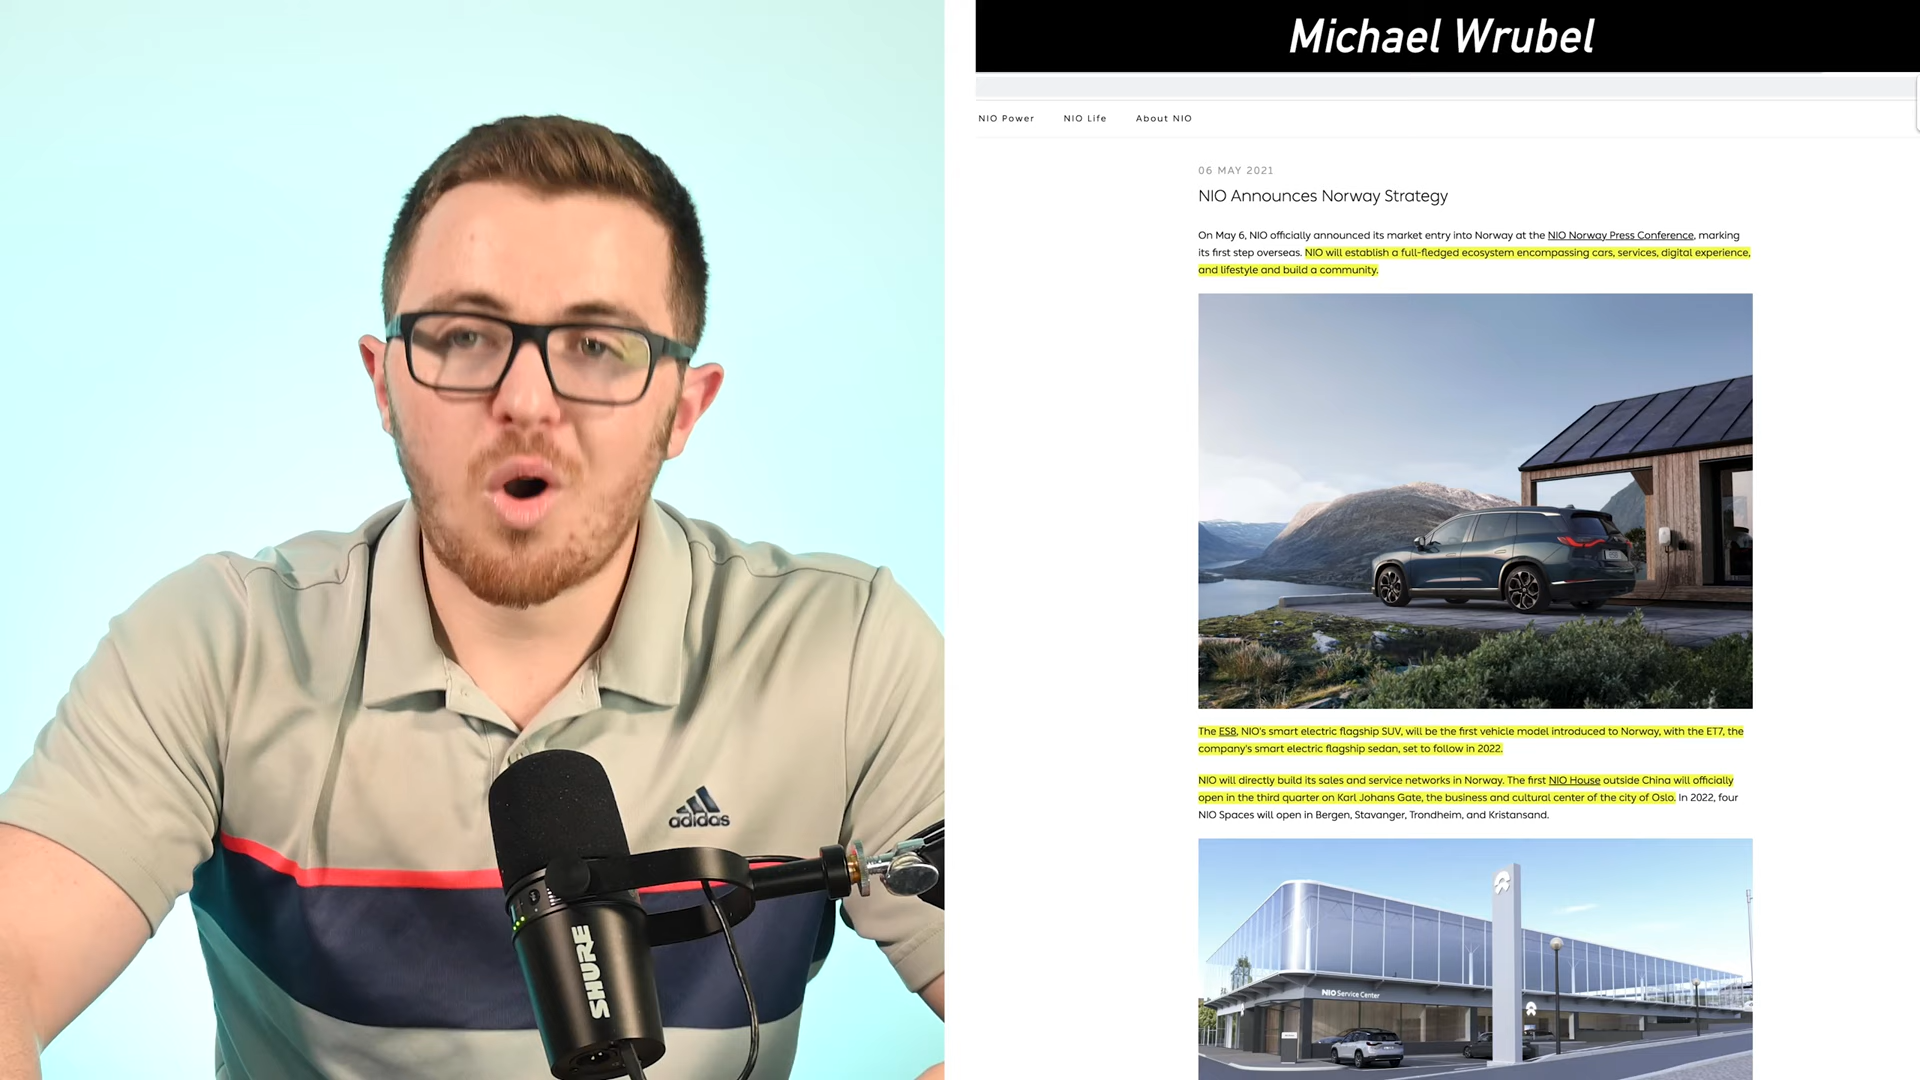 Michael Wrubel
NIO Power NIO Life About NIO
06 MAY 2021
NIO Announces Norway Strategy
On May 6, NIO officially announced its market entry into Norway at the NIO Norway Press Conference, marking
its first step overseas. NIO will establish a full-fledged ecosystem encompassing cars, services, digital experience,
and lifestyle and build a community.
The ES8, NIO's smart electric flagship SUV, will be the first vehicle model introduced to Norway, with the ET7, the
company's smart electric flagship sedan, set to follow in 2022.
NIO will directly build its sales and service networks in Norway. The first NIO House outside China will officially
open in the third quarter on Karl Johans Gate, the business and cultural center of the city of Oslo. In 2022, four
NIO Spaces will open in Bergen, Stavanger, Trondheim, and Kristansand.
NIO Service Center
adidas
SHURE